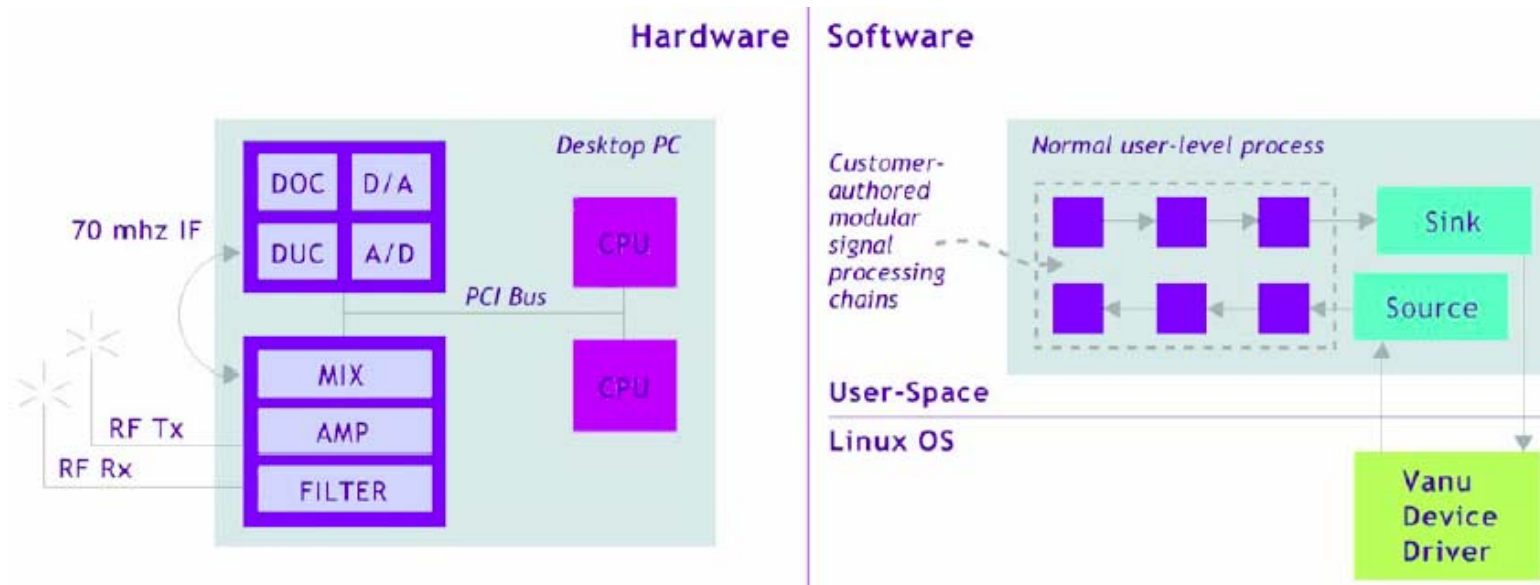 Hardware
Software
Desktop PC
DOC
D/A
DUC
A/D
70 mhz IF
CPU
PCI Bus
MIX
AMP
FILTER
CPU
RF Tx
RF Rx
Normal user-level process
Customer-
authored
modular
signal
processing
chains
Sink
Source
User-Space
Linux OS
Vanu
Device
Driver